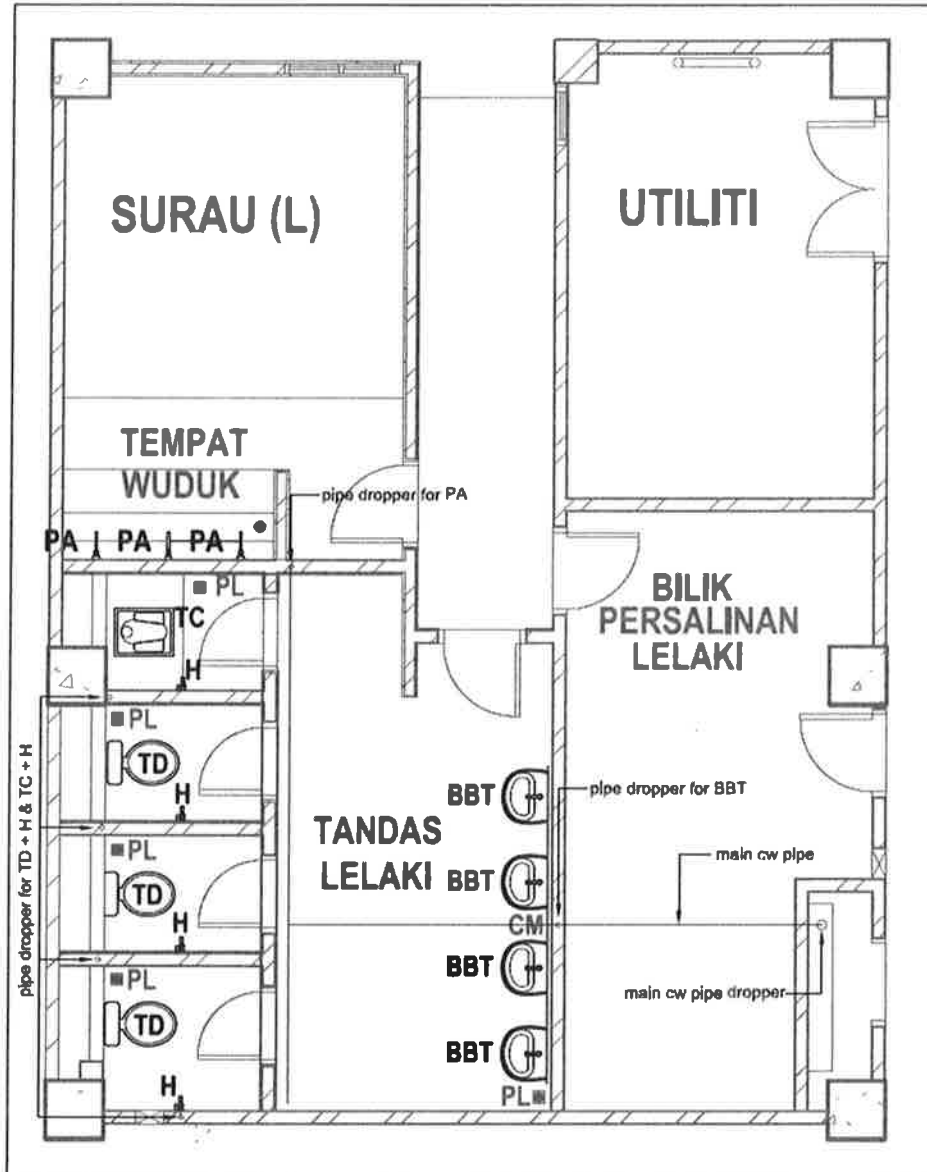 SURAU (L)
UTILITI
TEMPAT
WUDUK
pipe dropper for PA
PA PA PA
PL
TC
H
BILIK
PERSALINAN
LELAKI
PL
TD
H
pipe dropper for TD + H & TC + H
BBT
pipe dropper for BBT
TANDAS
LELAKI
main cw pipe
PL
TD
H
BBT
CM
BBT
main cw pipe dropper
PL
TD
H
BBT
PL